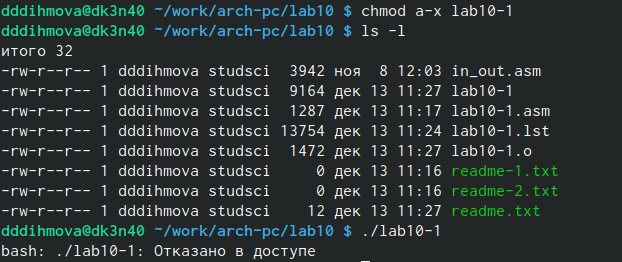 dddihmova@dk3n40 ~/work/arch-pc/lab10 $ chmod a-x lab10-1
dddihmova@dk3n40 ~/work/arch-pc/lab10 $ ls -l
итого 32
-rw-r--r-- 1 dddihmova studsci  3942 ноя  8 12:03 in_out.asm
-rw-r--r-- 1 dddihmova studsci  9164 дек 13 11:27 lab10-1
-rw-r--r-- 1 dddihmova studsci  1287 дек 13 11:17 lab10-1.asm
-rw-r--r-- 1 dddihmova studsci 13754 дек 13 11:24 lab10-1.lst
-rw-r--r-- 1 dddihmova studsci  1472 дек 13 11:27 lab10-1.o
-rw-r--r-- 1 dddihmova studsci     0 дек 13 11:16 readme-1.txt
-rw-r--r-- 1 dddihmova studsci     0 дек 13 11:16 readme-2.txt
-rw-r--r-- 1 dddihmova studsci    12 дек 13 11:27 readme.txt
dddihmova@dk3n40 ~/work/arch-pc/lab10 $ ./lab10-1
bash: ./lab10-1: Отказано в доступе